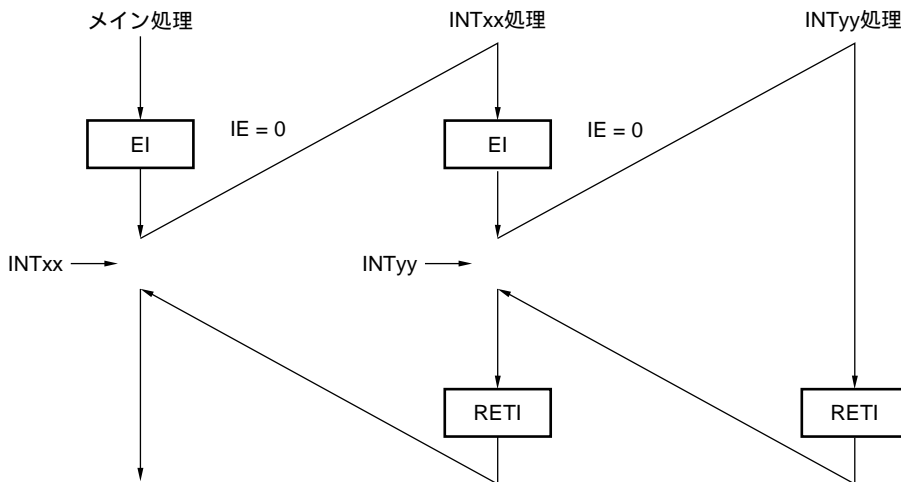 メイン処理
INTxx処理
INTyy処理
EI
IE = 0
EI
IE = 0
INTxx
INTyy
RETI
RETI